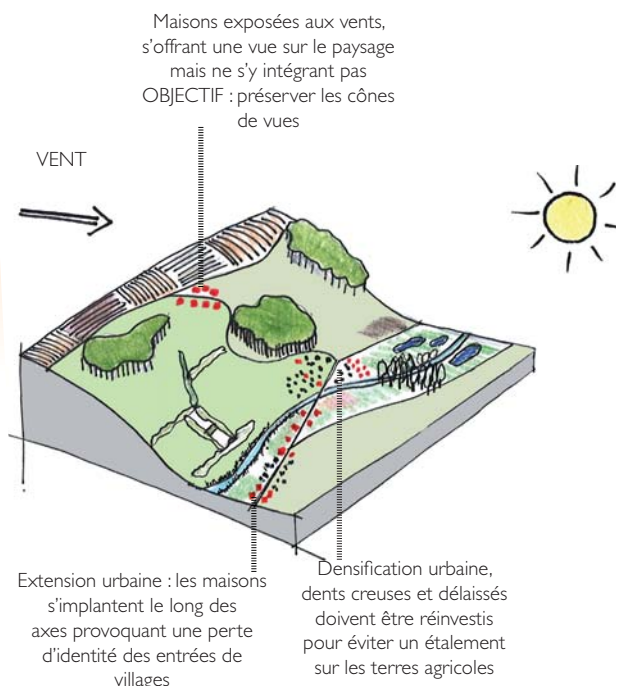 Maisons exposées aux vents,
s’offrant une vue sur le paysage
mais ne s’y intégrant pas
OBJECTIF : préserver les cônes
de vues
VENT
Extension urbaine : les maisons
s’implantent le long des
axes provoquant une perte
d’identité des entrées de
villages
Densification urbaine,
dents creuses et délaissés
doivent être réinvestis
pour éviter un étalement
sur les terres agricoles